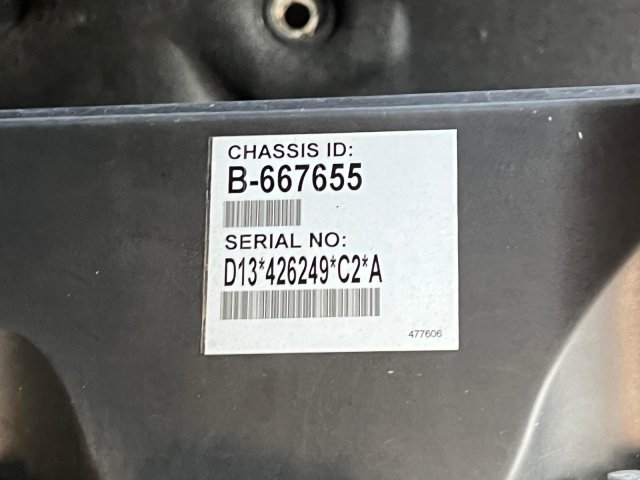 CHASSIS ID:
B-667655
SERIAL NO:
D13*426249*C2*A
477606